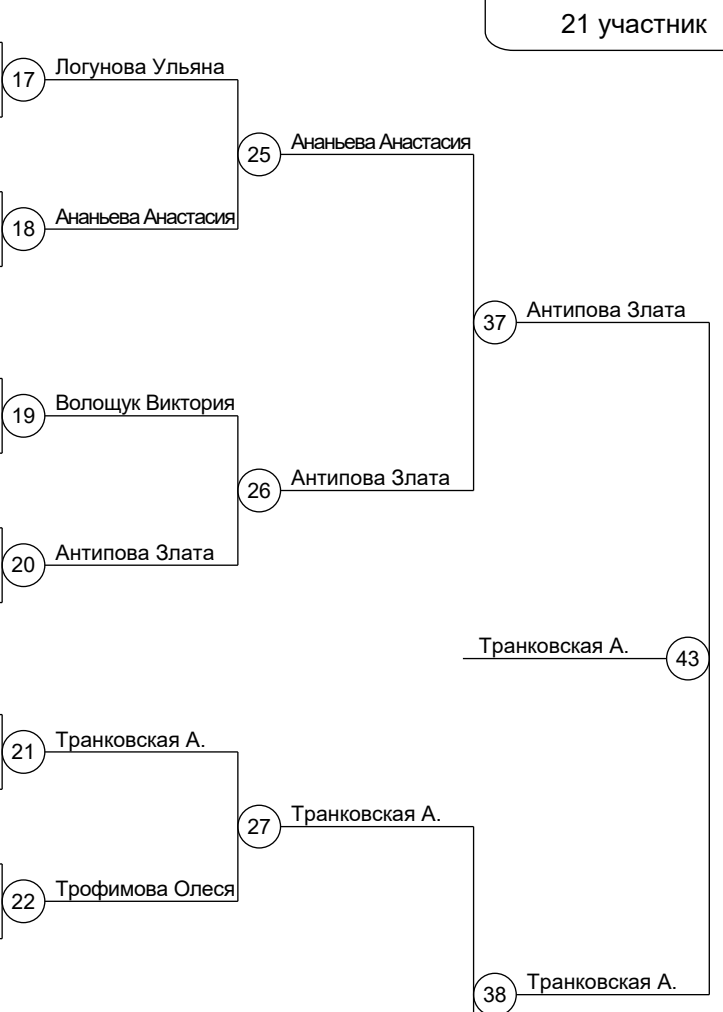 21 участник
17 Логунова Ульяна
25 Ананьева Анастасия
18 Ананьева Анастасия
37 Антипова Злата
19 Волощук Виктория
26 Антипова Злата
20 Антипова Злата
Транковская А. 43
21 Транковская А.
27 Транковская А.
22 Трофимова Олеся
38 Транковская А.